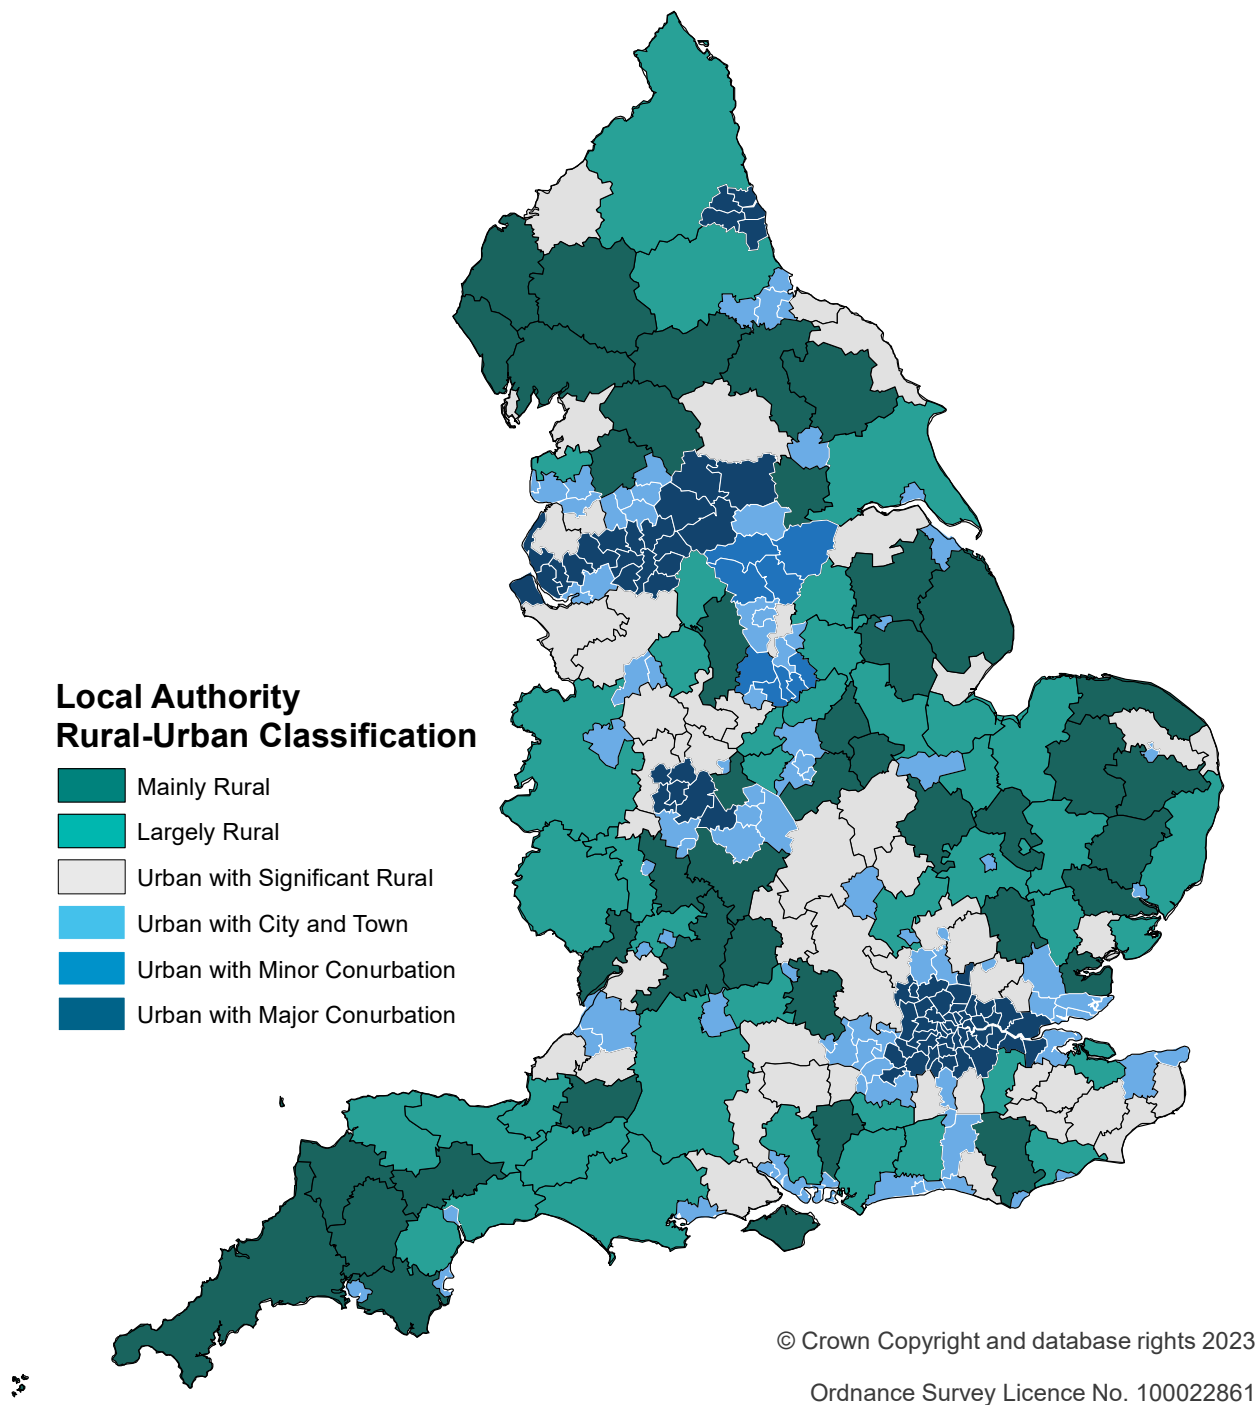 Local Authority
Rural-Urban Classification
Mainly Rural
Largely Rural
Urban with Significant Rural
Urban with City and Town
Urban with Minor Conurbation
Urban with Major Conurbation
© Crown Copyright and database rights 2023
Ordnance Survey Licence No. 100022861